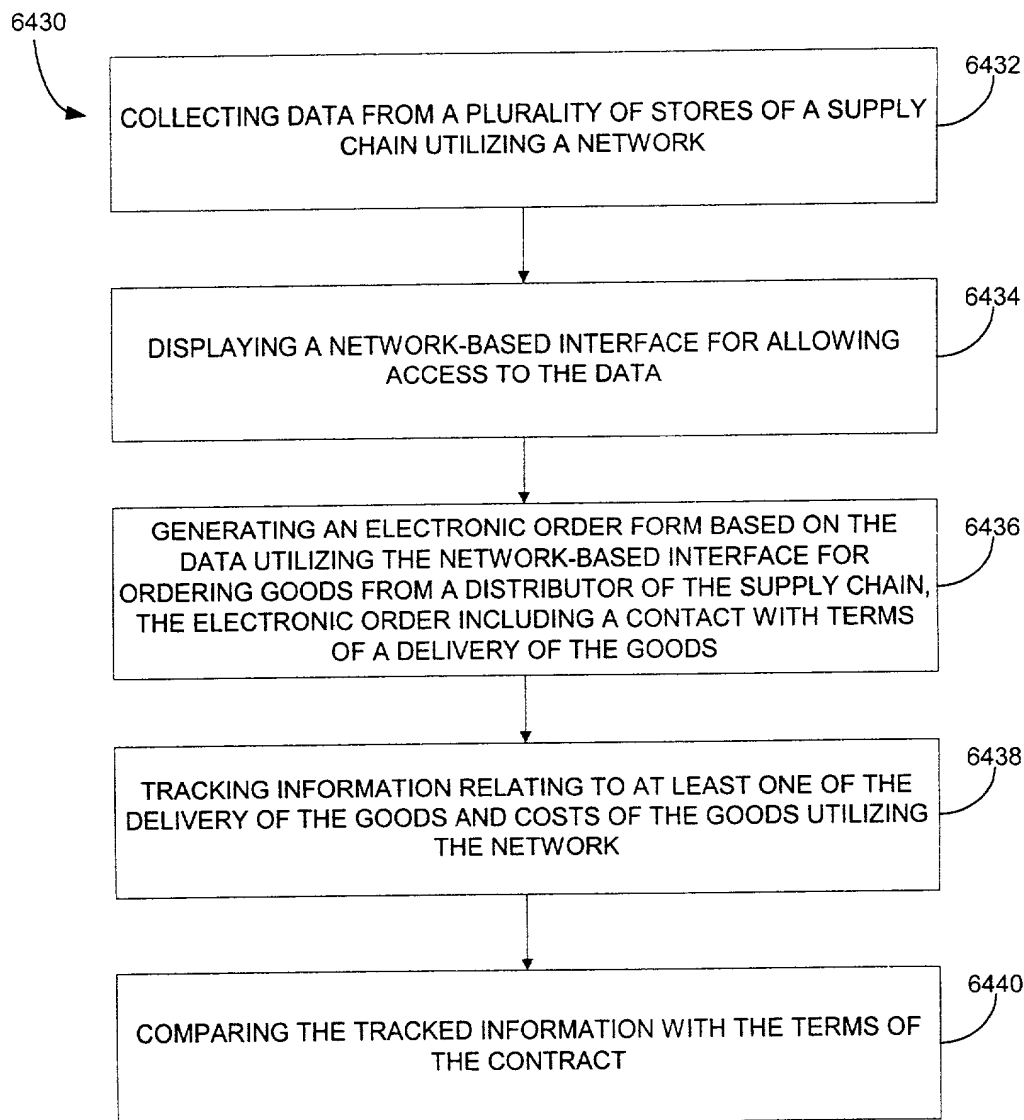 6430
6432
COLLECTING DATA FROM A PLURALITY OF STORES OF A SUPPLY
CHAIN UTILIZING A NETWORK
6434
DISPLAYING A NETWORK-BASED INTERFACE FOR ALLOWING
ACCESS TO THE DATA
6436
GENERATING AN ELECTRONIC ORDER FORM BASED ON THE
DATA UTILIZING THE NETWORK-BASED INTERFACE FOR
ORDERING GOODS FROM A DISTRIBUTOR OF THE SUPPLY CHAIN,
THE ELECTRONIC ORDER INCLUDING A CONTACT WITH TERMS
OF A DELIVERY OF THE GOODS
6438
TRACKING INFORMATION RELATING TO AT LEAST ONE OF THE
DELIVERY OF THE GOODS AND COSTS OF THE GOODS UTILIZING
THE NETWORK
6440
COMPARING THE TRACKED INFORMATION WITH THE TERMS OF
THE CONTRACT